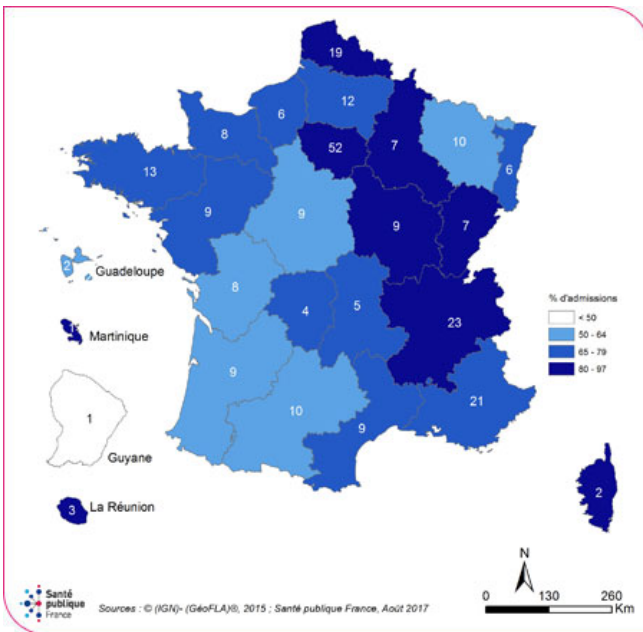 19
12
6
8
52
7
10
6
13
9
9
9
7
2
Guadeloupe
8
4
5
23
1
Martinique
9
10
9
21
1
Guyane
3
La Réunion
2
% d'admissions
< 50
50 - 64
65 - 79
80 - 97
N
0 130 260
Km
Santé
publique
France
Sources : © (IGN)- (GéoFLA)®, 2015 ; Santé publique France, Août 2017